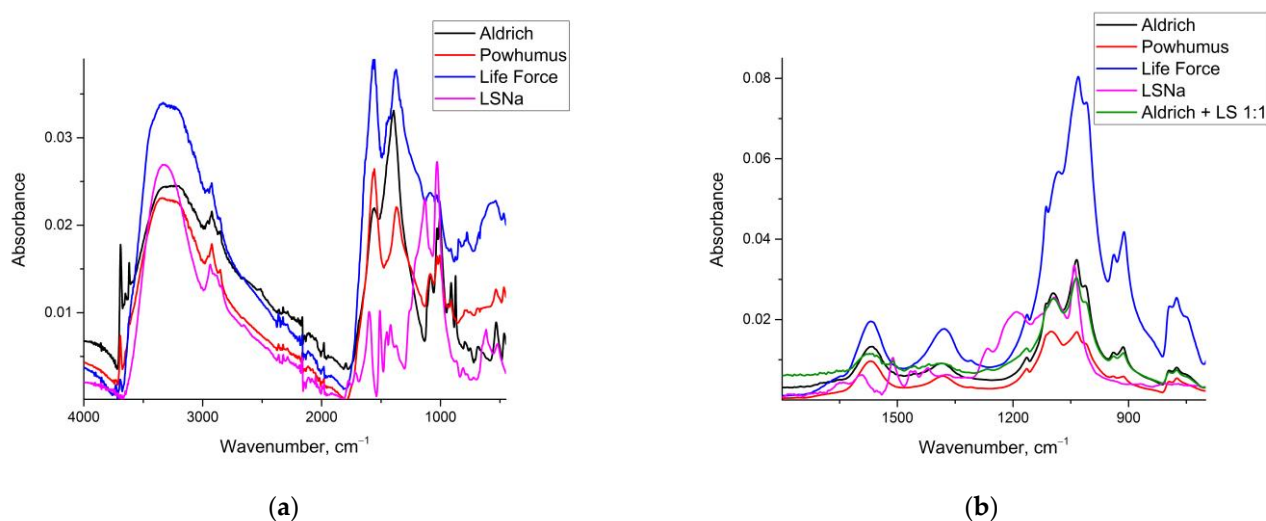 Aldrich
Powhumus
Life Force
LSNa
0.03
0.02
0.01
Absorbance
4000 3000 2000 1000
Wavenumber, cm⁻¹
(a)
Aldrich
Powhumus
Life Force
LSNa
Aldrich + LS 1:1
0.08
0.06
0.04
0.02
Absorbance
1500 1200 900
Wavenumber, cm⁻¹
(b)